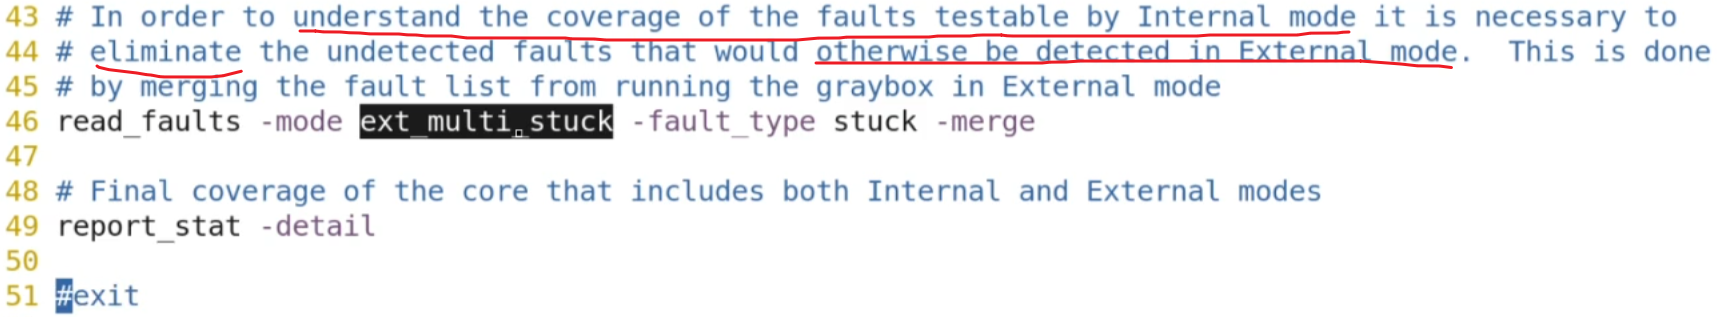 43 # In order to understand the coverage of the faults testable by Internal mode it is necessary to
44 # eliminate the undetected faults that would otherwise be detected in External mode.  This is done
45 # by merging the fault list from running the graybox in External mode
46 read_faults -mode ext_multi_stuck -fault_type stuck -merge
47
48 # Final coverage of the core that includes both Internal and External modes
49 report_stat -detail
50
51 #exit